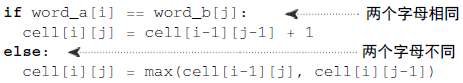 if word_a[i] == word_b[j]: 两个字母相同
  cell[i][j] = cell[i-1][j-1] + 1
else: 两个字母不同
  cell[i][j] = max(cell[i-1][j], cell[i][j-1])